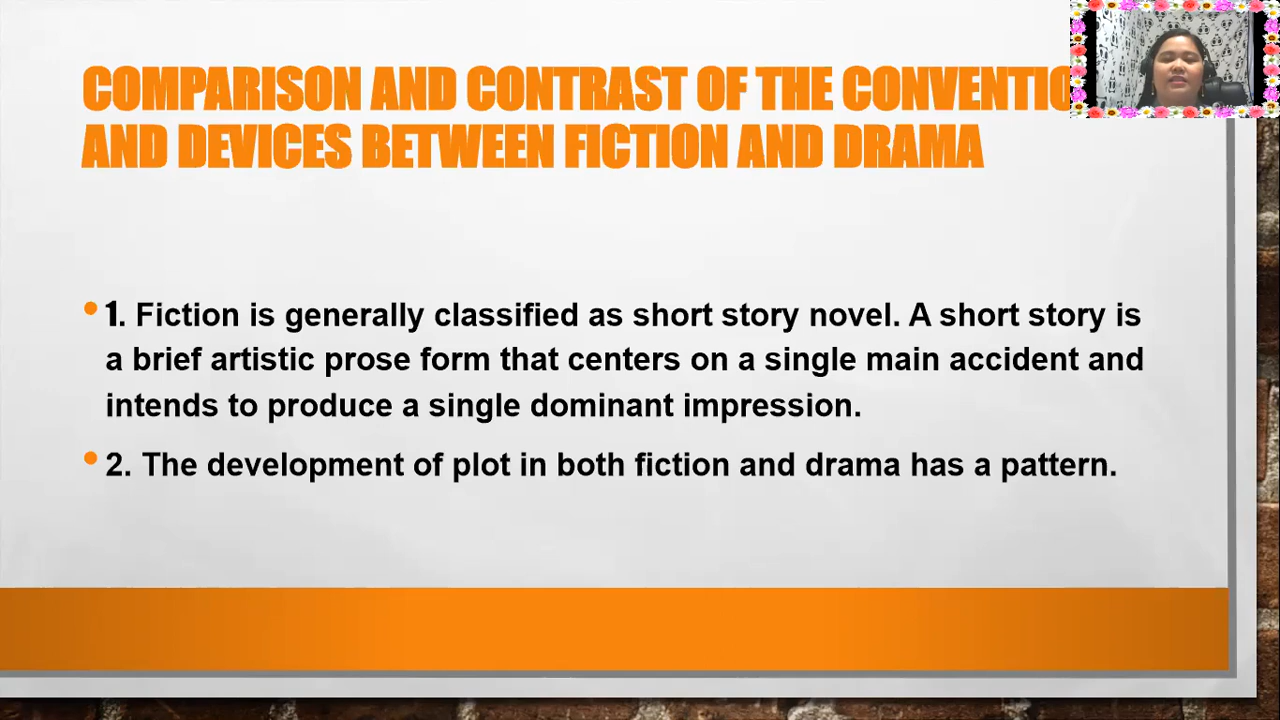 COMPARISON AND CONTRAST OF THE
AND DEVICES BETWEEN FICTION AND DRAMA
1. Fiction is generally classified as short story novel. A short story is
a brief artistic prose form that centers on a single main accident and
intends to produce a single dominant impression.
2. The development of plot in both fiction and drama has a pattern.